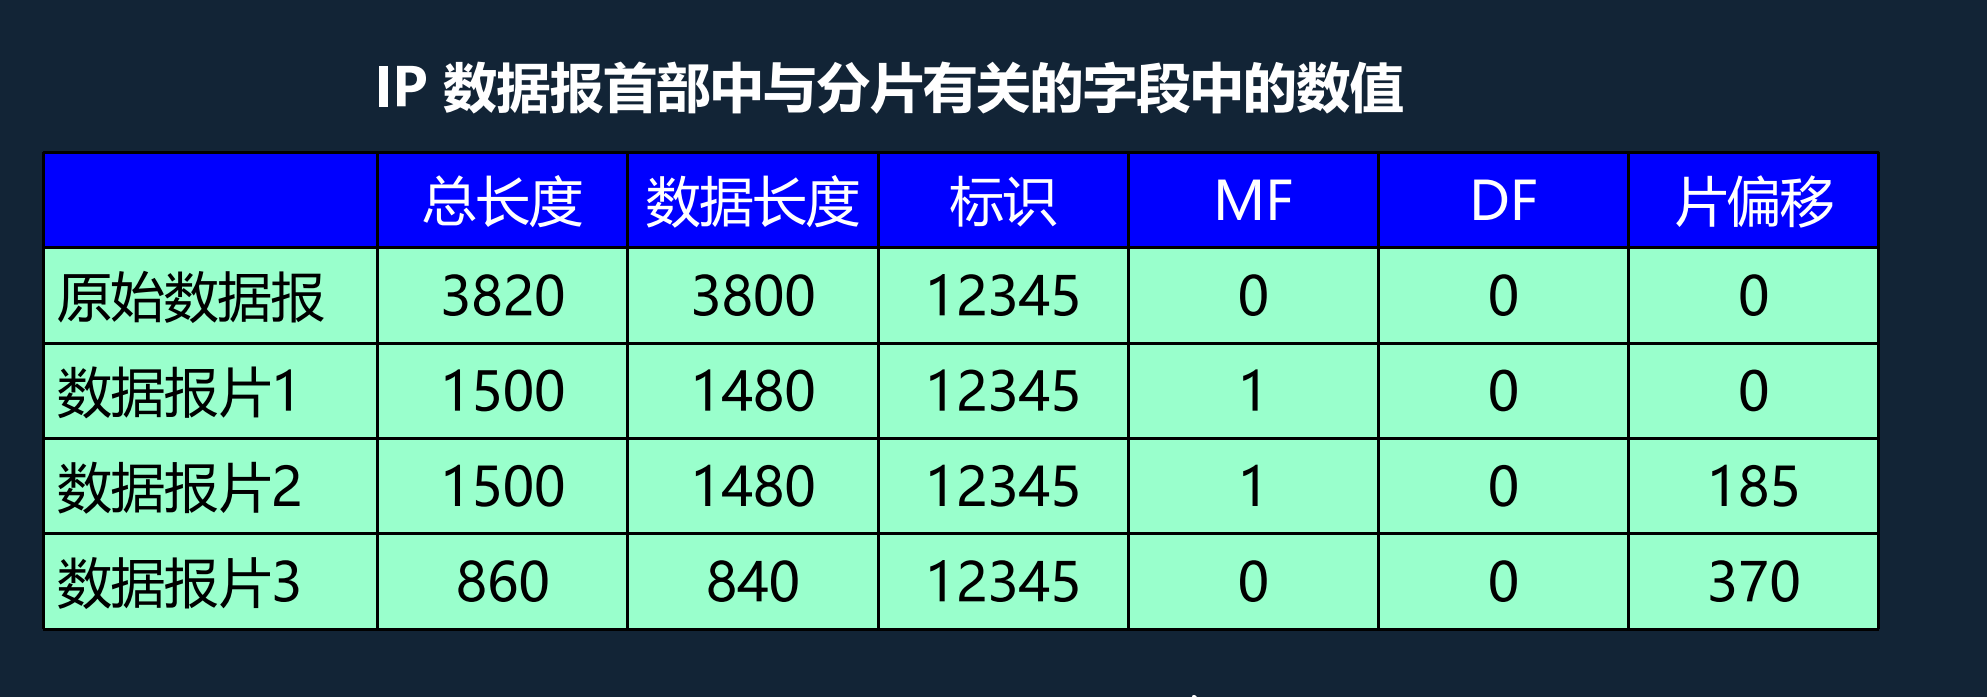 IP 数据报首部中与分片有关的字段中的数值
总长度 数据长度 标识 MF DF 片偏移
原始数据报 3820 3800 12345 0 0 0
数据报片1 1500 1480 12345 1 0 0
数据报片2 1500 1480 12345 1 0 185
数据报片3 860 840 12345 0 0 370